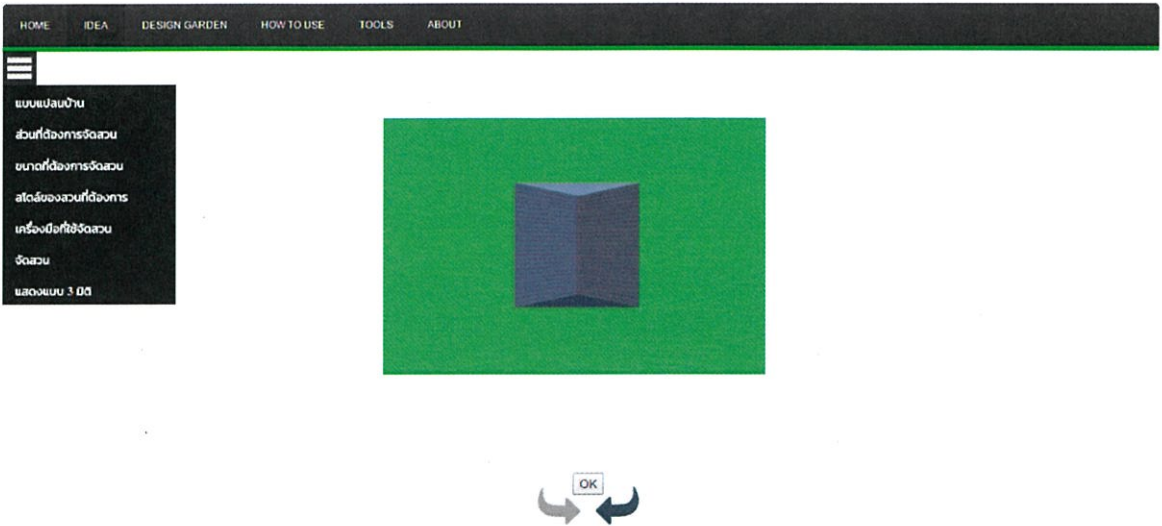 HOME IDEA DESIGN GARDEN HOW TO USE TOOLS ABOUT
แบบแปลนบ้าน
ส่วนที่ต้องการจัดสวน
ขนาดที่ต้องการจัดสวน
สไตล์ของสวนที่ต้องการ
เครื่องมือที่ใช้จัดสวน
จัดสวน
แสดงแบบ 3 มิติ
OK